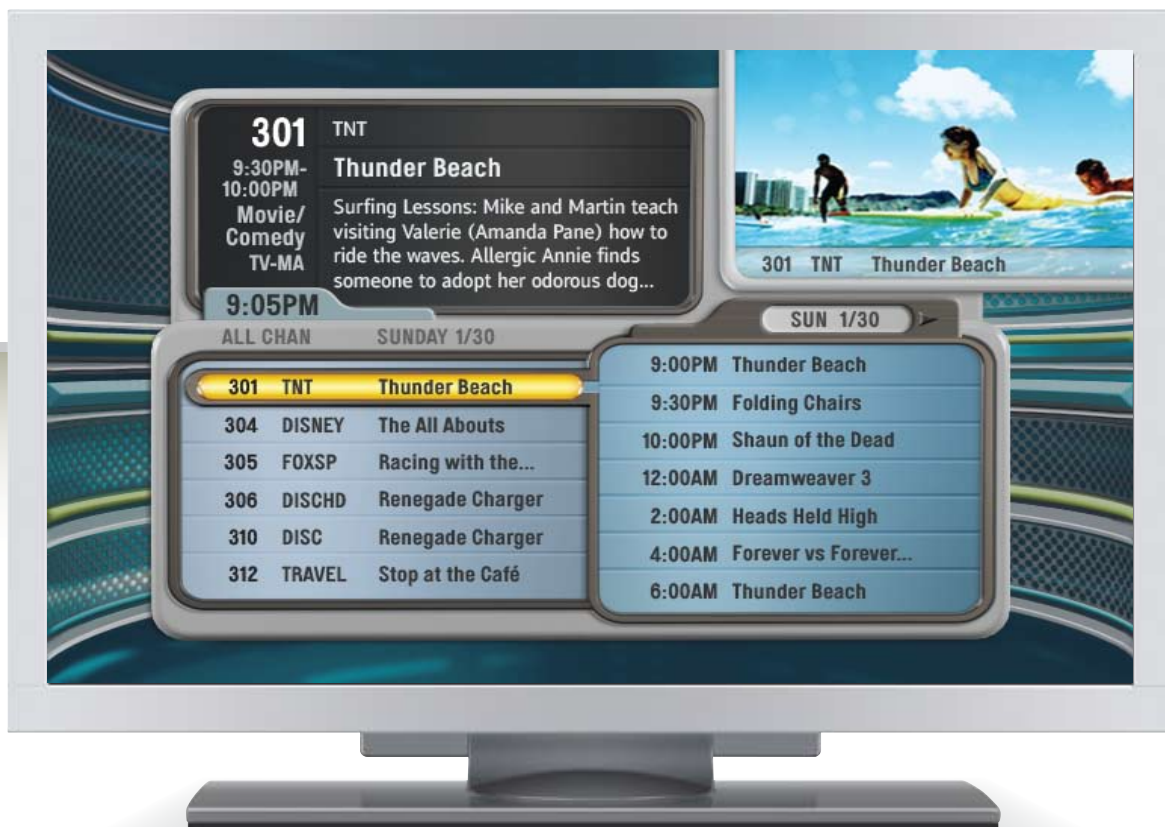 301 TNT
9:30PM-
10:00PM
Movie/
Comedy
TV-MA
Thunder Beach
Surfing Lessons: Mike and Martin teach
visiting Valerie (Amanda Pane) how to
ride the waves. Allergic Annie finds
someone to adopt her odorous dog...
301 TNT Thunder Beach
9:05PM
ALL CHAN SUNDAY 1/30
301 TNT Thunder Beach
304 DISNEY The All Abouts
305 FOXSP Racing with the...
306 DISCHD Renegade Charger
310 DISC Renegade Charger
312 TRAVEL Stop at the Café
SUN 1/30
9:00PM Thunder Beach
9:30PM Folding Chairs
10:00PM Shaun of the Dead
12:00AM Dreamweaver 3
2:00AM Heads Held High
4:00AM Forever vs Forever...
6:00AM Thunder Beach